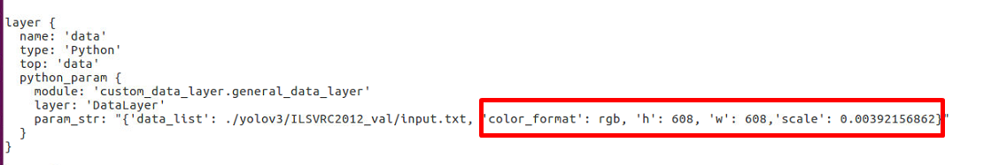 layer {
  name: 'data'
  type: 'Python'
  top: 'data'
  python_param {
    module: 'custom_data_layer.general_data_layer'
    layer: 'DataLayer'
    param_str: "{'data_list': ./yolov3/ILSVRC2012_val/input.txt, 'color_format': rgb, 'h': 608, 'w': 608,'scale': 0.00392156862}"
  }
}